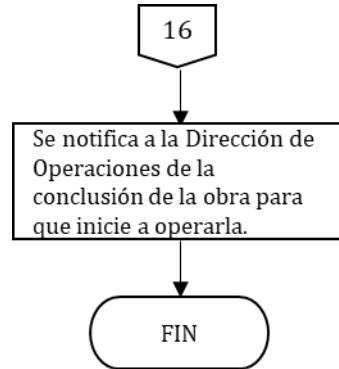 16
Se notifica a la Dirección de
Operaciones de la
conclusión de la obra para
que inicie a operarla.
FIN